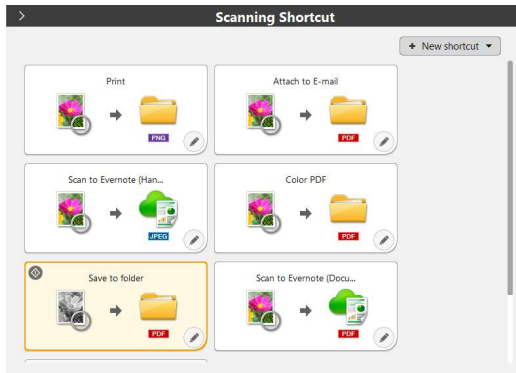 Scanning Shortcut
+ New shortcut
Print
PNG
Attach to E-mail
PDF
Scan to Evernote (Han...
JPEG
Color PDF
PDF
Save to folder
PDF
Scan to Evernote (Docu...
PDF